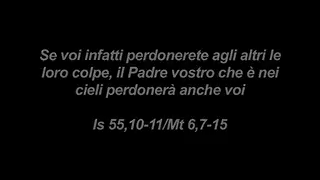 Se voi infatti perdonerete agli altri le
loro colpe, il Padre vostro che è nei
cieli perdonerà anche voi
Is 55,10-11/Mt 6,7-15